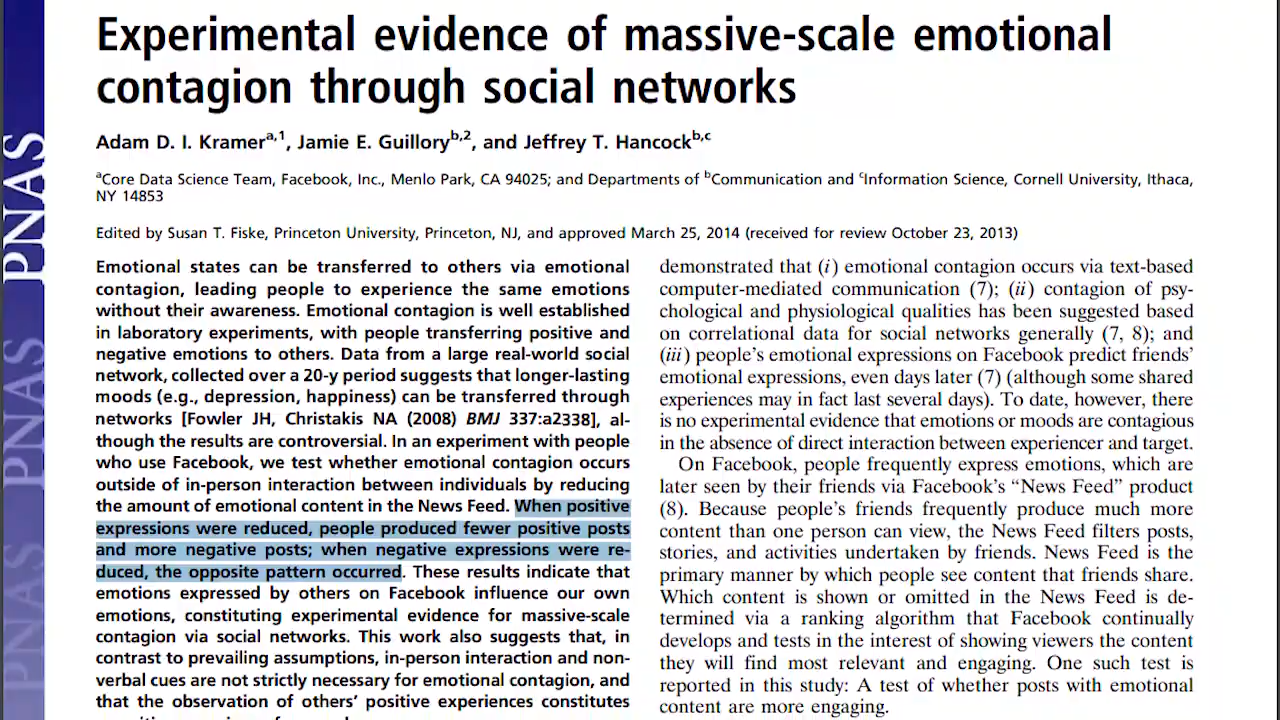 Experimental evidence of massive-scale emotional
contagion through social networks
Adam D. I. Kramera,1, Jamie E. Guilloryb,2, and Jeffrey T. Hancockb,c
aCore Data Science Team, Facebook, Inc., Menlo Park, CA 94025; and Departments of bCommunication and cInformation Science, Cornell University, Ithaca,
NY 14853
Edited by Susan T. Fiske, Princeton University, Princeton, NJ, and approved March 25, 2014 (received for review October 23, 2013)
Emotional states can be transferred to others via emotional
contagion, leading people to experience the same emotions
without their awareness. Emotional contagion is well established
in laboratory experiments, with people transferring positive and
negative emotions to others. Data from a large real-world social
network, collected over a 20-y period suggests that longer-lasting
moods (e.g., depression, happiness) can be transferred through
networks [Fowler JH, Christakis NA (2008) BMJ 337:a2338], al-
though the results are controversial. In an experiment with people
who use Facebook, we test whether emotional contagion occurs
outside of in-person interaction between individuals by reducing
the amount of emotional content in the News Feed. When positive
expressions were reduced, people produced fewer positive posts
and more negative posts; when negative expressions were re-
duced, the opposite pattern occurred. These results indicate that
emotions expressed by others on Facebook influence our own
emotions, constituting experimental evidence for massive-scale
contagion via social networks. This work also suggests that, in
contrast to prevailing assumptions, in-person interaction and non-
verbal cues are not strictly necessary for emotional contagion, and
that the observation of others' positive experiences constitutes
demonstrated that (i) emotional contagion occurs via text-based
computer-mediated communication (7); (ii) contagion of psy-
chological and physiological qualities has been suggested based
on correlational data for social networks generally (7, 8); and
(iii) people's emotional expressions on Facebook predict friends'
emotional expressions, even days later (7) (although some shared
experiences may in fact last several days). To date, however, there
is no experimental evidence that emotions or moods are contagious
in the absence of direct interaction between experiencer and target.
On Facebook, people frequently express emotions, which are
later seen by their friends via Facebook's “News Feed” product
(8). Because people's friends frequently produce much more
content than one person can view, the News Feed filters posts,
stories, and activities undertaken by friends. News Feed is the
primary manner by which people see content that friends share.
Which content is shown or omitted in the News Feed is de-
termined via a ranking algorithm that Facebook continually
develops and tests in the interest of showing viewers the content
they will find most relevant and engaging. One such test is
reported in this study: A test of whether posts with emotional
content are more engaging.
PNAS
PNAS
PNAS